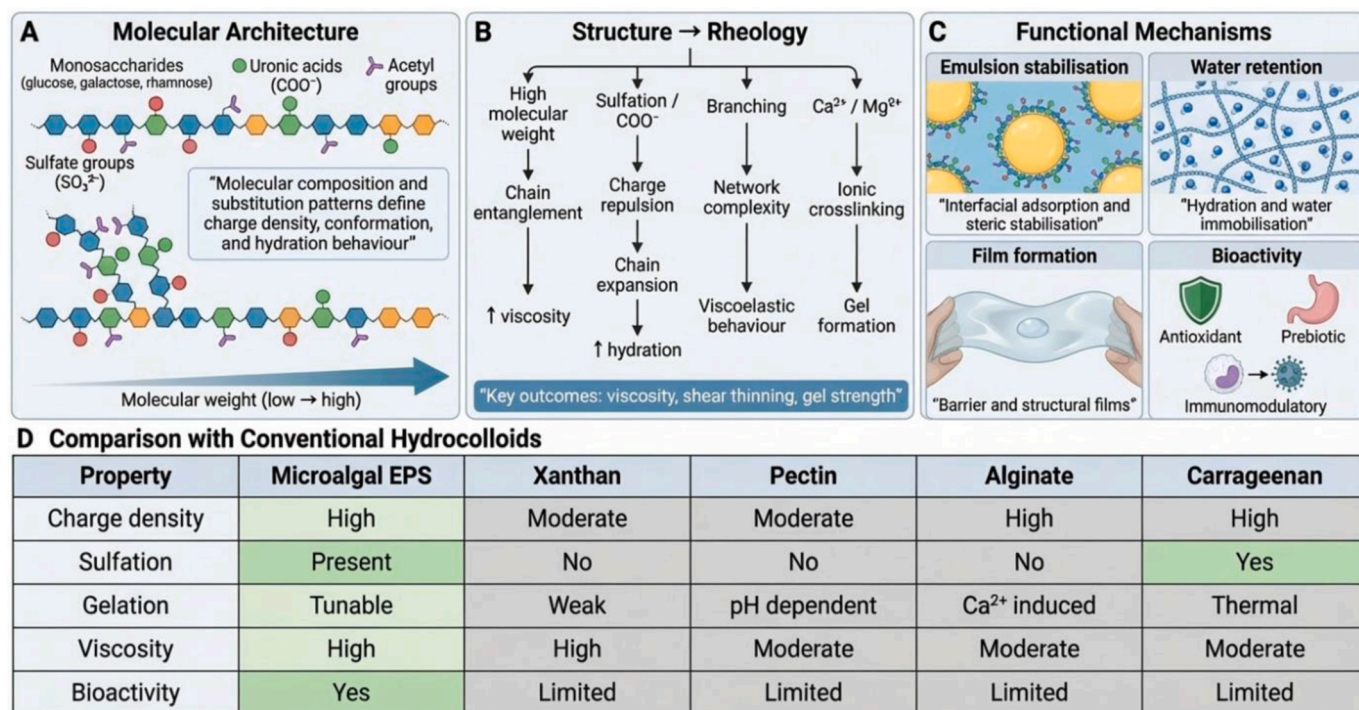 A Molecular Architecture
Monosaccharides
(glucose, galactose, rhamnose)
Uronic acids
(COO⁻)
Acetyl
groups
Sulfate groups
(SO₃²⁻)
"Molecular composition and
substitution patterns define
charge density, conformation,
and hydration behaviour"
Molecular weight (low → high)
B Structure → Rheology
High
molecular
weight
Chain
entanglement
↑ viscosity
Sulfation /
COO⁻
Charge
repulsion
Chain
expansion
↑ hydration
Branching
Network
complexity
Viscoelastic
behaviour
Ca²⁺ / Mg²⁺
Ionic
crosslinking
Gel
formation
"Key outcomes: viscosity, shear thinning, gel strength"
C Functional Mechanisms
Emulsion stabilisation
"Interfacial adsorption and
steric stabilisation"
Water retention
"Hydration and water
immobilisation"
Film formation
"Barrier and structural films"
Bioactivity
Antioxidant
Prebiotic
Immunomodulatory
D Comparison with Conventional Hydrocolloids
Property Microalgal EPS Xanthan Pectin Alginate Carrageenan
Charge density High Moderate Moderate High High
Sulfation Present No No No Yes
Gelation Tunable Weak pH dependent Ca²⁺ induced Thermal
Viscosity High High Moderate Moderate Moderate
Bioactivity Yes Limited Limited Limited Limited